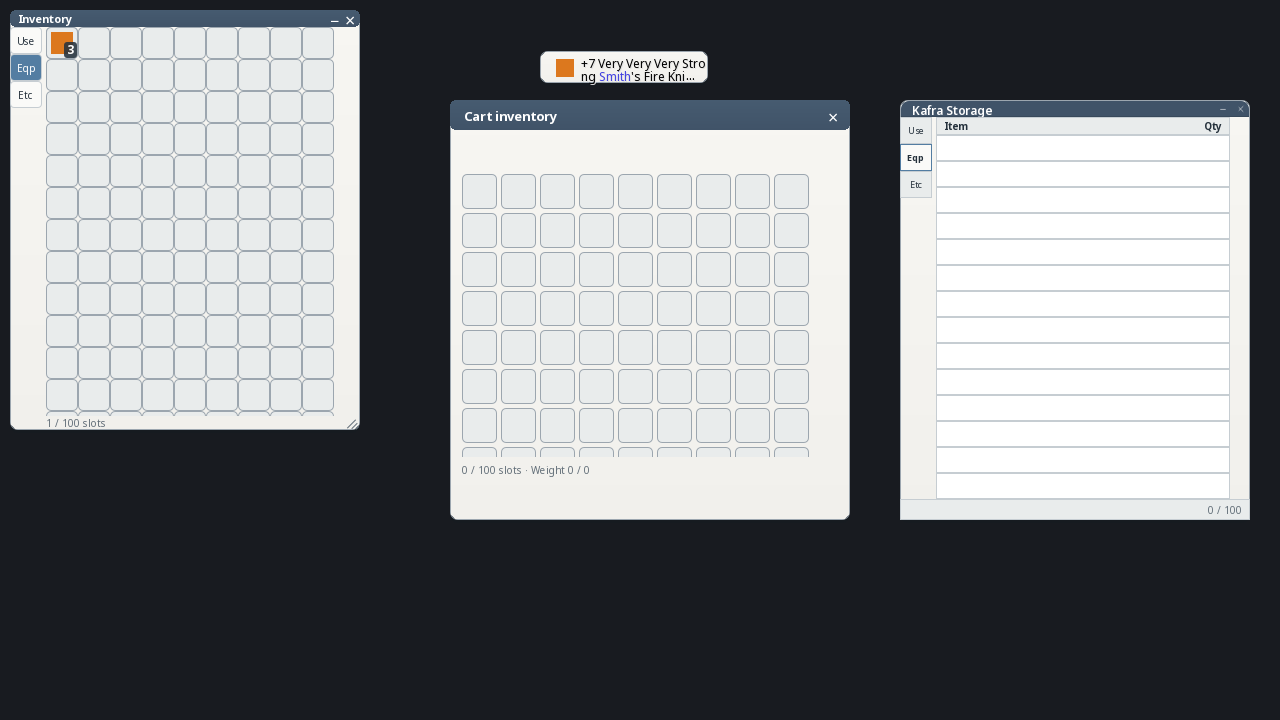 Inventory
Use
Eqp
Etc
3
1 / 100 slots
+7 Very Very Very Stro
ng Smith's Fire Kni...
Cart inventory
0 / 100 slots · Weight 0 / 0
Kafra Storage
Use
Eqp
Etc
Item Qty
0 / 100